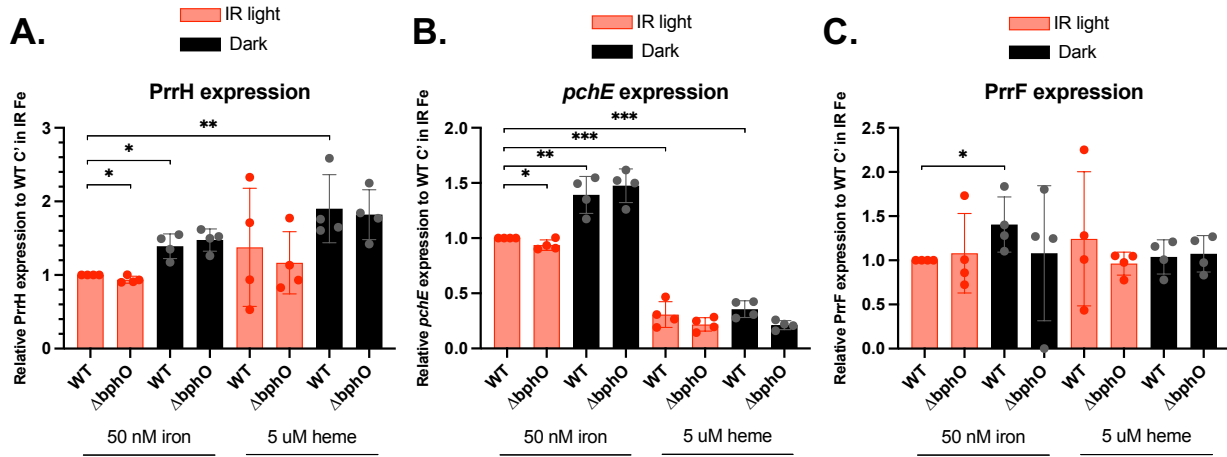 A.
IR light
Dark
PrrH expression
Relative PrrH expression to WT C' in IR Fe
3
2
1
0
**
*
*
WT
ΔbphO
WT
ΔbphO
WT
ΔbphO
WT
ΔbphO
50 nM iron
5 uM heme
B.
IR light
Dark
pchE expression
Relative pchE expression to WT C' in IR Fe
2.0
1.5
1.0
0.5
0.0
***
***
**
*
WT
ΔbphO
WT
ΔbphO
WT
ΔbphO
WT
ΔbphO
50 nM iron
5 uM heme
C.
IR light
Dark
PrrF expression
Relative PrrF expression to WT C' in IR Fe
2.5
2.0
1.5
1.0
0.5
0.0
*
WT
ΔbphO
WT
ΔbphO
WT
ΔbphO
WT
ΔbphO
50 nM iron
5 uM heme